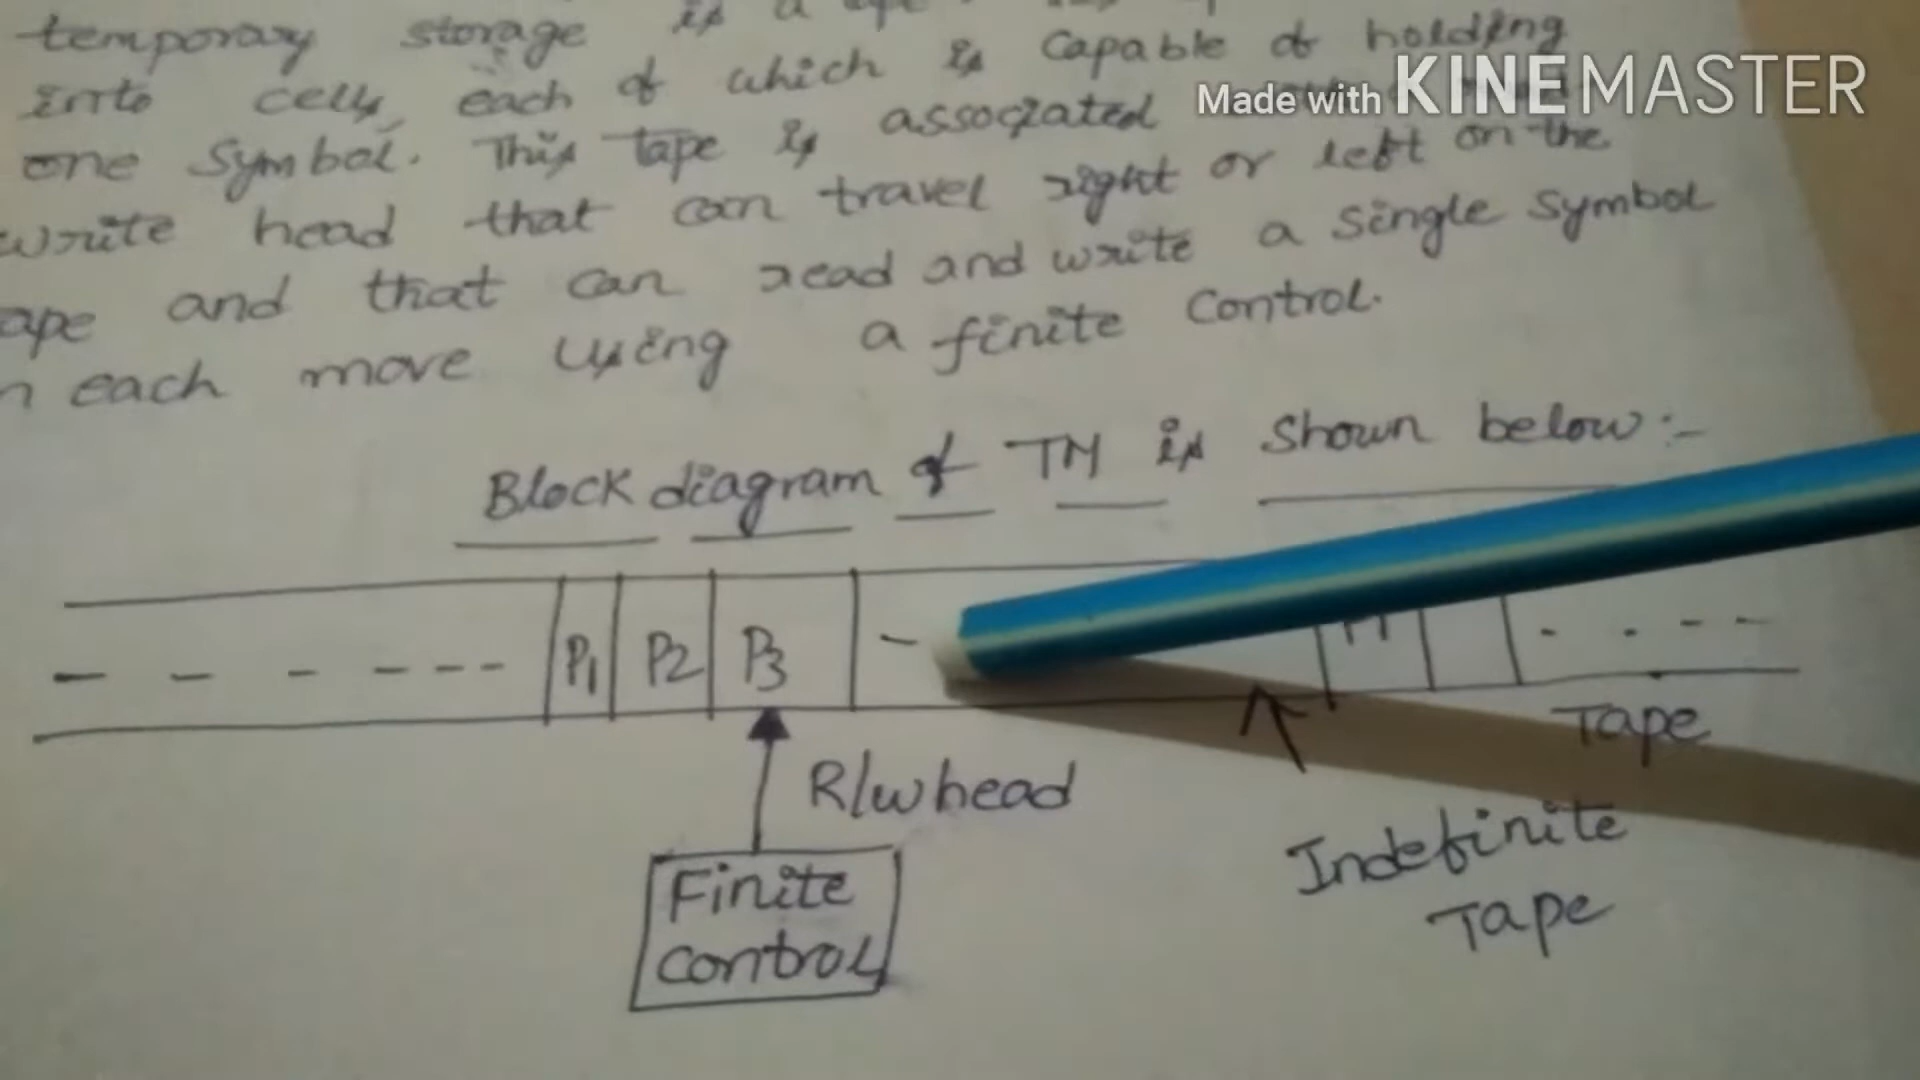 temporary storage is a tape
into cells, each of which is capable of holding
one symbol. This tape is associated
write head that can travel right or left on the
ape and that can read and write a single symbol
n each move using a finite control.
Block diagram of TM is shown below:-
- - - - - - P1 P2 P3 - - - - -
Tape
R/w head
Indefinite
Tape
Finite
control
Made with KINEMASTER